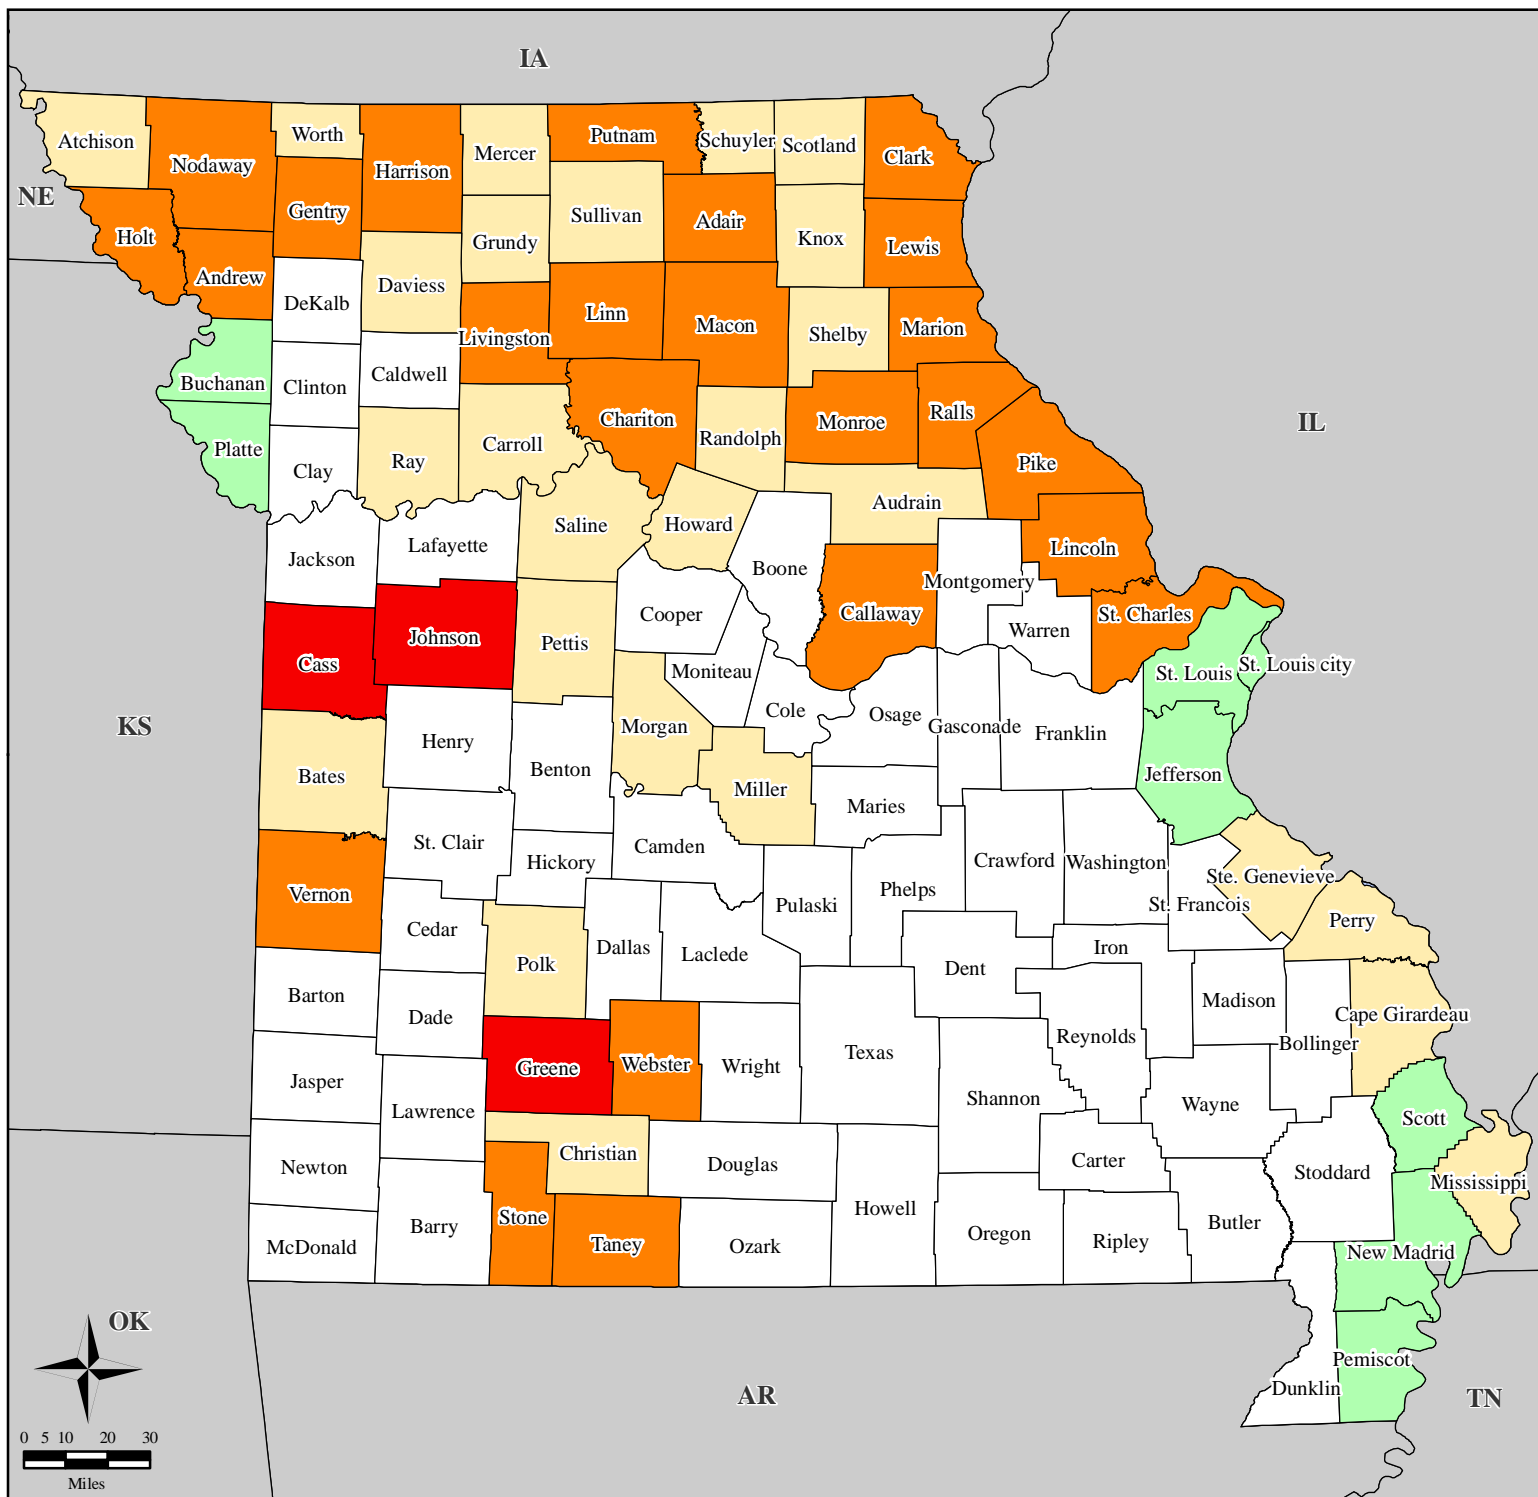 IA
Atchison
Nodaway
Worth
Harrison
Mercer
Putnam
Schuyler
Scotland
Clark
NE
Holt
Gentry
Grundy
Sullivan
Adair
Knox
Lewis
Andrew
DeKalb
Daviess
Livingston
Linn
Macon
Shelby
Marion
Buchanan
Clinton
Caldwell
Chariton
Randolph
Monroe
Ralls
IL
Platte
Clay
Ray
Carroll
Pike
Audrain
Saline
Howard
Jackson
Lafayette
Boone
Montgomery
Lincoln
Cooper
Callaway
Warren
St. Charles
Cass
Johnson
Pettis
Moniteau
St. Louis
St. Louis city
KS
Henry
Morgan
Cole
Osage
Gasconade
Franklin
Bates
Benton
Miller
Maries
Jefferson
St. Clair
Hickory
Camden
Pulaski
Phelps
Crawford
Washington
Ste. Genevieve
St. Francois
Vernon
Cedar
Polk
Dallas
Laclede
Dent
Iron
Perry
Barton
Dade
Madison
Cape Girardeau
Bollinger
Reynolds
Texas
Greene
Webster
Wright
Jasper
Lawrence
Shannon
Wayne
Scott
Newton
Christian
Douglas
Carter
Stoddard
Mississippi
McDonald
Barry
Stone
Taney
Ozark
Howell
Oregon
Ripley
Butler
New Madrid
OK
AR
Dunklin
Pemiscot
TN
0 5 10 20 30
Miles